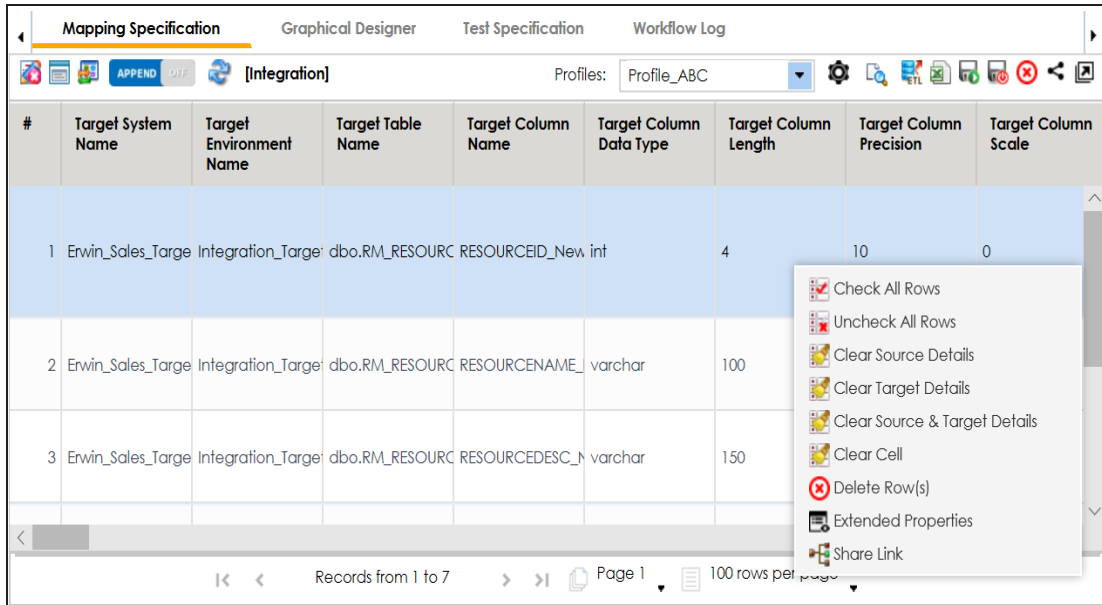 Mapping Specification Graphical Designer Test Specification Workflow Log
APPEND OFF [Integration] Profiles: Profile_ABC ETL
# Target System Name Target Environment Name Target Table Name Target Column Name Target Column Data Type Target Column Length Target Column Precision Target Column Scale
1 Erwin_Sales_Targe Integration_Target dbo.RM_RESOURC RESOURCEID_New int 4 10 0
2 Erwin_Sales_Targe Integration_Target dbo.RM_RESOURC RESOURCENAME_ varchar 100
3 Erwin_Sales_Targe Integration_Target dbo.RM_RESOURC RESOURCEDESC_N varchar 150
Check All Rows
Uncheck All Rows
Clear Source Details
Clear Target Details
Clear Source & Target Details
Clear Cell
Delete Row(s)
Extended Properties
Share Link
Records from 1 to 7 Page 1 100 rows per page